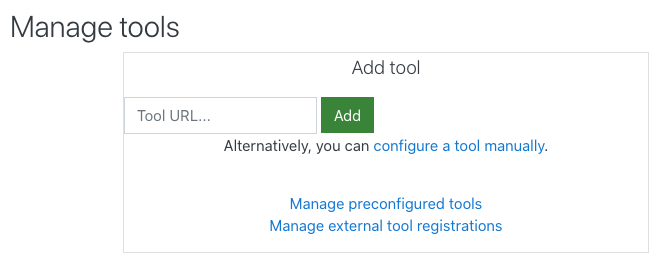 Manage tools
Add tool
Tool URL... Add
Alternatively, you can configure a tool manually.
Manage preconfigured tools
Manage external tool registrations